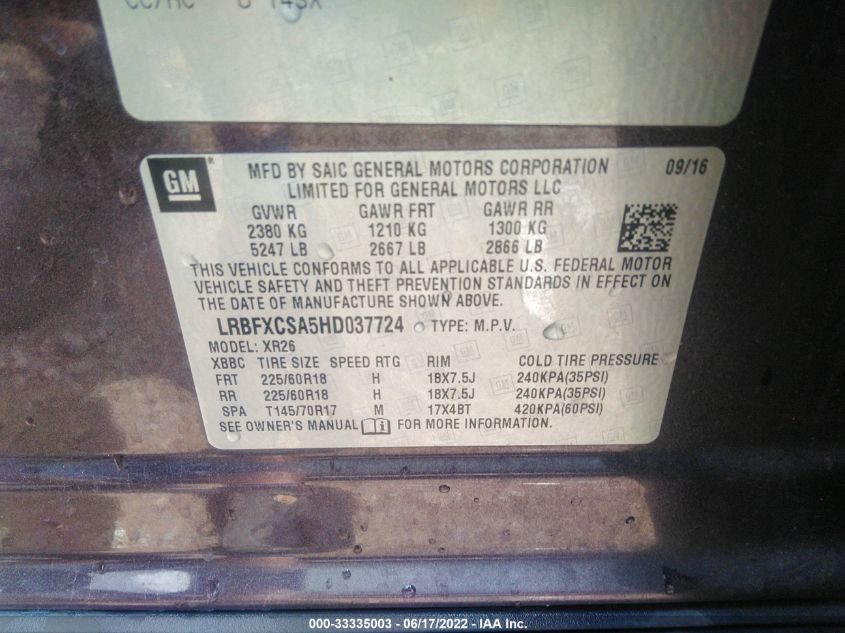 GM
MFD BY SAIC GENERAL MOTORS CORPORATION 09/16
LIMITED FOR GENERAL MOTORS LLC
GVWR GAWR FRT GAWR RR
2380 KG 1210 KG 1300 KG
5247 LB 2667 LB 2866 LB
THIS VEHICLE CONFORMS TO ALL APPLICABLE U.S. FEDERAL MOTOR
VEHICLE SAFETY AND THEFT PREVENTION STANDARDS IN EFFECT ON
THE DATE OF MANUFACTURE SHOWN ABOVE.
LRBFXCSA5HD037724 TYPE: M.P.V.
MODEL: XR26
XBBC TIRE SIZE SPEED RTG RIM COLD TIRE PRESSURE
FRT 225/60R18 H 18X7.5J 240KPA(35PSI)
RR 225/60R18 H 18X7.5J 240KPA(35PSI)
SPA T145/70R17 M 17X4BT 420KPA(60PSI)
SEE OWNER'S MANUAL FOR MORE INFORMATION.
000-33335003 - 06/17/2022 - IAA Inc.